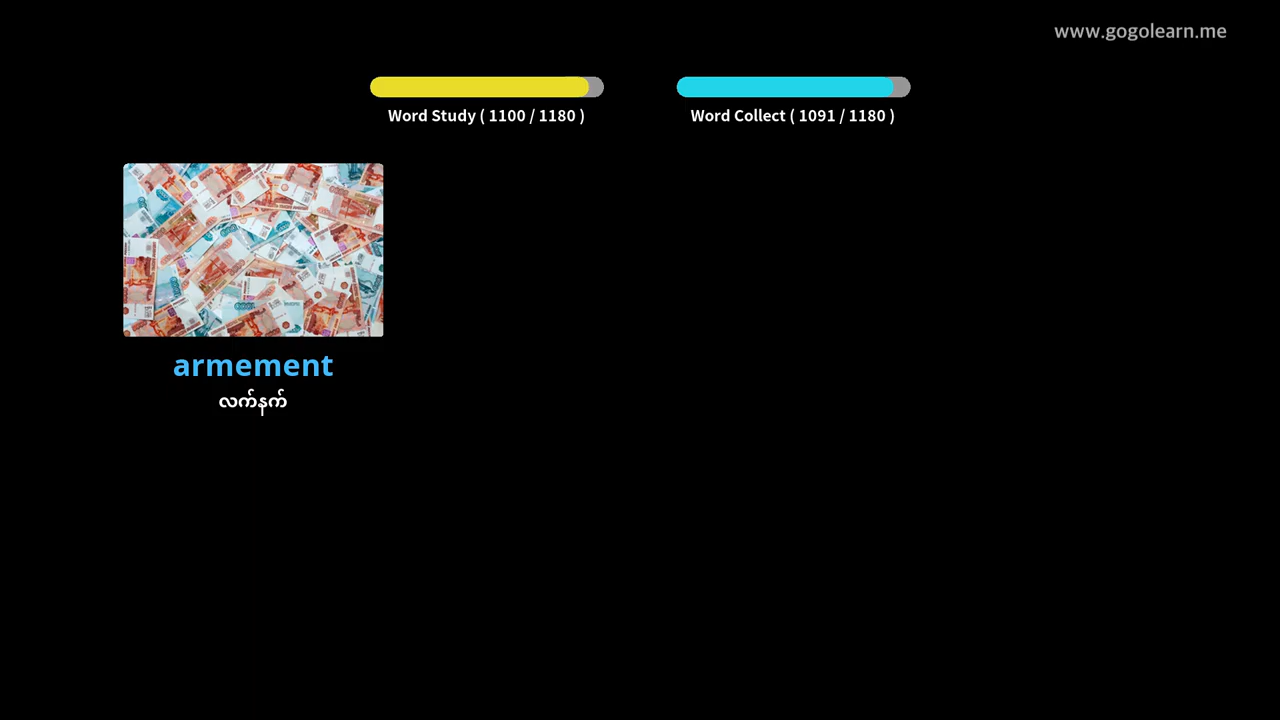 www.gogolearn.me
Word Study ( 1100 / 1180 )
Word Collect ( 1091 / 1180 )
armement
လက်နက်